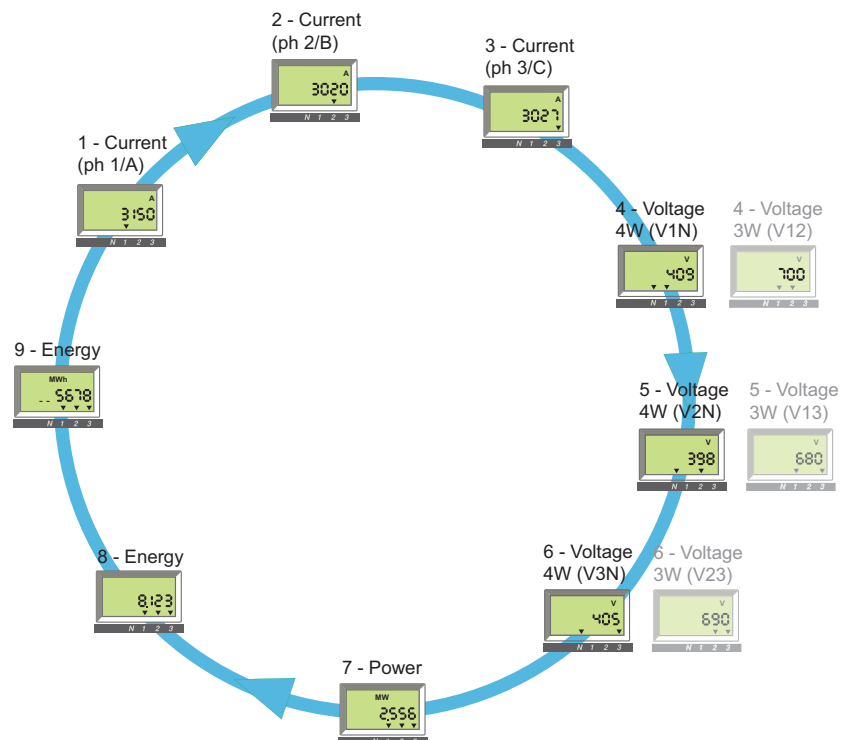 2 - Current
(ph 2/B)
A
3020
N 1 2 3
3 - Current
(ph 3/C)
A
3027
N 1 2 3
1 - Current
(ph 1/A)
A
3150
N 1 2 3
4 - Voltage
4W (V1N)
V
409
N 1 2 3
4 - Voltage
3W (V12)
V
700
N 1 2 3
9 - Energy
MWh
-- 5678
N 1 2 3
5 - Voltage
4W (V2N)
V
398
N 1 2 3
5 - Voltage
3W (V13)
V
680
N 1 2 3
6 - Voltage
4W (V3N)
V
405
N 1 2 3
6 - Voltage
3W (V23)
V
690
N 1 2 3
8 - Energy
8,123
N 1 2 3
7 - Power
MW
2,556
N 1 2 3